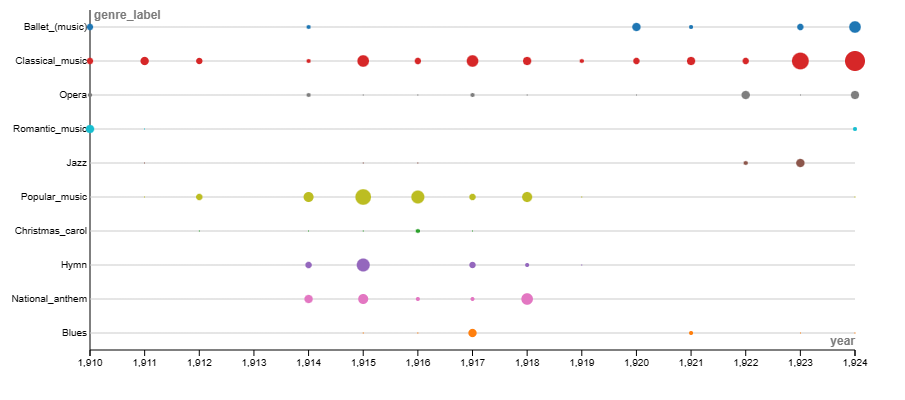 genre_label
Ballet_(music)
Classical_music
Opera
Romantic_music
Jazz
Popular_music
Christmas_carol
Hymn
National_anthem
Blues
year
1,910 1,911 1,912 1,913 1,914 1,915 1,916 1,917 1,918 1,919 1,920 1,921 1,922 1,923 1,924